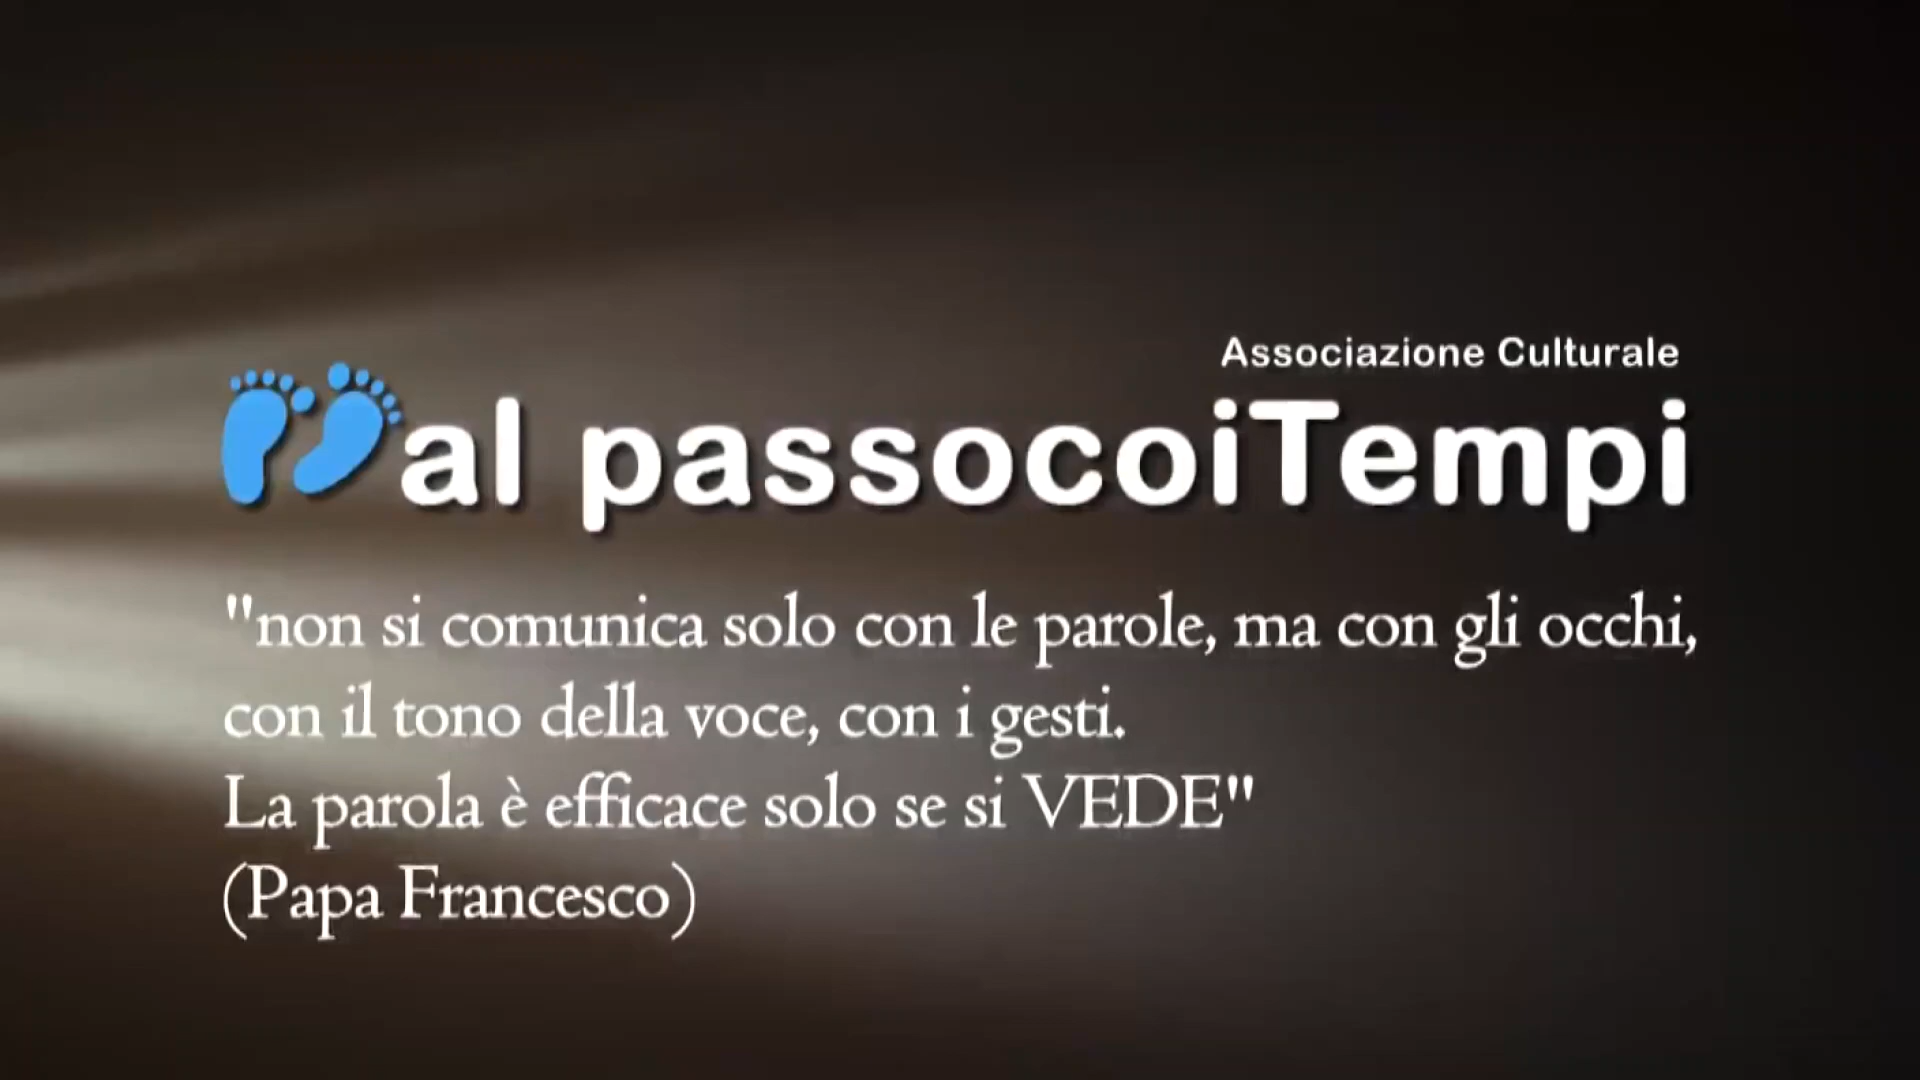 Associazione Culturale
al passocoiTempi
"non si comunica solo con le parole, ma con gli occhi,
con il tono della voce, con i gesti.
La parola è efficace solo se si VEDE"
(Papa Francesco)